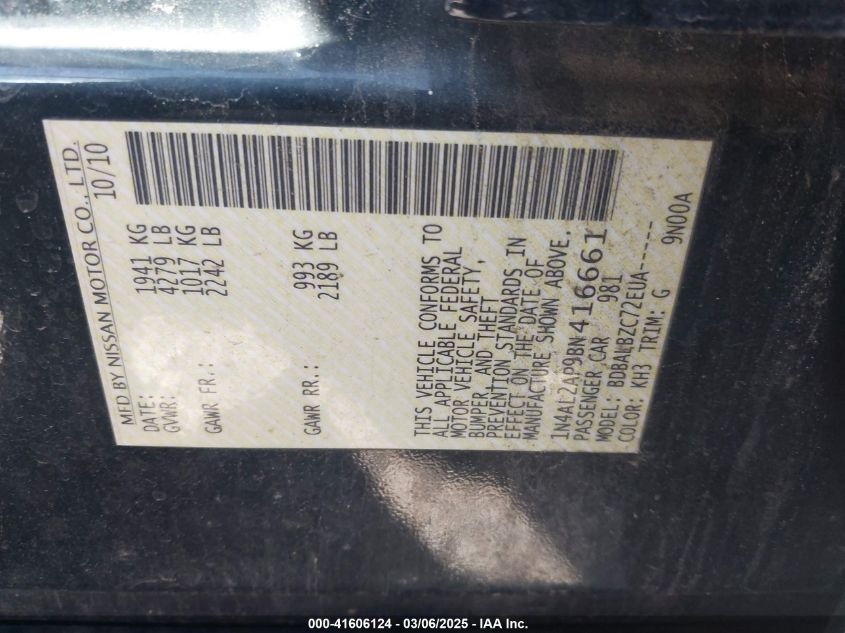 MFD BY NISSAN MOTOR CO., LTD.
DATE: 10/10
GVWR: 1941 KG
4279 LB
GAWR FR.: 1017 KG
2242 LB
GAWR RR.: 993 KG
2189 LB
THIS VEHICLE CONFORMS TO
ALL APPLICABLE FEDERAL
MOTOR VEHICLE SAFETY,
BUMPER, AND THEFT
PREVENTION STANDARDS IN
EFFECT ON THE DATE OF
MANUFACTURE SHOWN ABOVE.
1N4AL2AP9BN416661
PASSENGER CAR 981
MODEL: BDBALBZC72EUA-----
COLOR: KH3 TRIM: G 9N00A
000-41606124 - 03/06/2025 - IAA Inc.